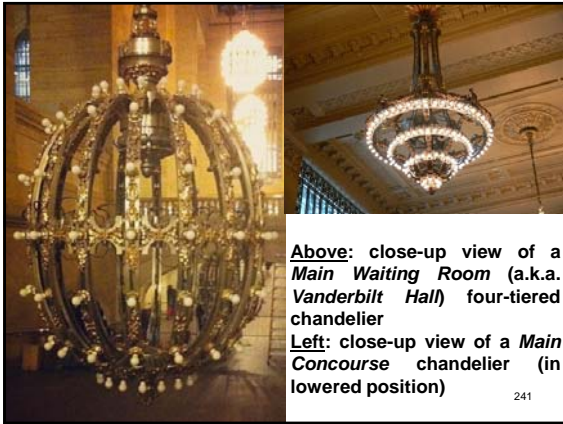 Above: close-up view of a
Main Waiting Room (a.k.a.
Vanderbilt Hall) four-tiered
chandelier
Left: close-up view of a Main
Concourse chandelier (in
lowered position)
241